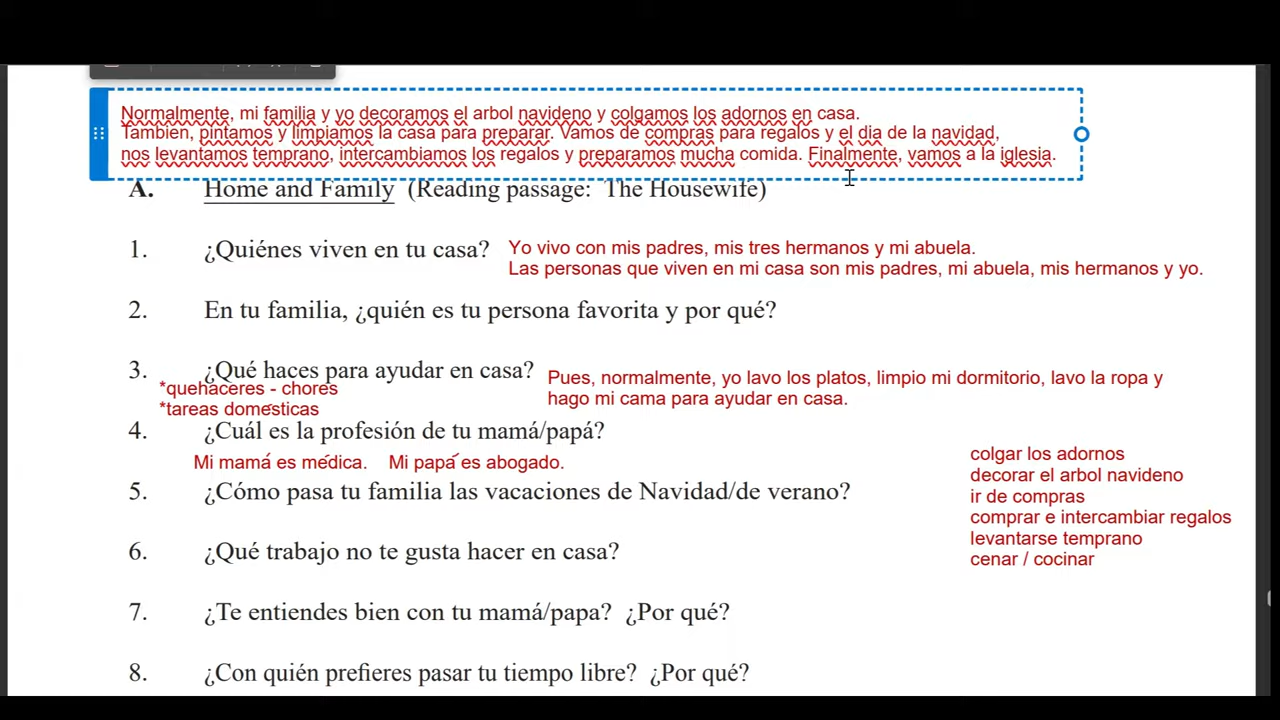 Normalmente, mi familia y yo decoramos el arbol navideno y colgamos los adornos en casa.
Tambien, pintamos y limpiamos la casa para preparar. Vamos de compras para regalos y el dia de la navidad,
nos levantamos temprano, intercambiamos los regalos y preparamos mucha comida. Finalmente, vamos a la iglesia.
A. Home and Family (Reading passage: The Housewife)
1. ¿Quiénes viven en tu casa?
Yo vivo con mis padres, mis tres hermanos y mi abuela.
Las personas que viven en mi casa son mis padres, mi abuela, mis hermanos y yo.
2. En tu familia, ¿quién es tu persona favorita y por qué?
3. ¿Qué haces para ayudar en casa?
Pues, normalmente, yo lavo los platos, limpio mi dormitorio, lavo la ropa y
hago mi cama para ayudar en casa.
*quehaceres - chores
*tareas domésticas
4. ¿Cuál es la profesión de tu mamá/papá?
Mi mamá es médica. Mi papá es abogado.
5. ¿Cómo pasa tu familia las vacaciones de Navidad/de verano?
colgar los adornos
decorar el arbol navideno
ir de compras
comprar e intercambiar regalos
levantarse temprano
cenar / cocinar
6. ¿Qué trabajo no te gusta hacer en casa?
7. ¿Te entiendes bien con tu mamá/papa? ¿Por qué?
8. ¿Con quién prefieres pasar tu tiempo libre? ¿Por qué?